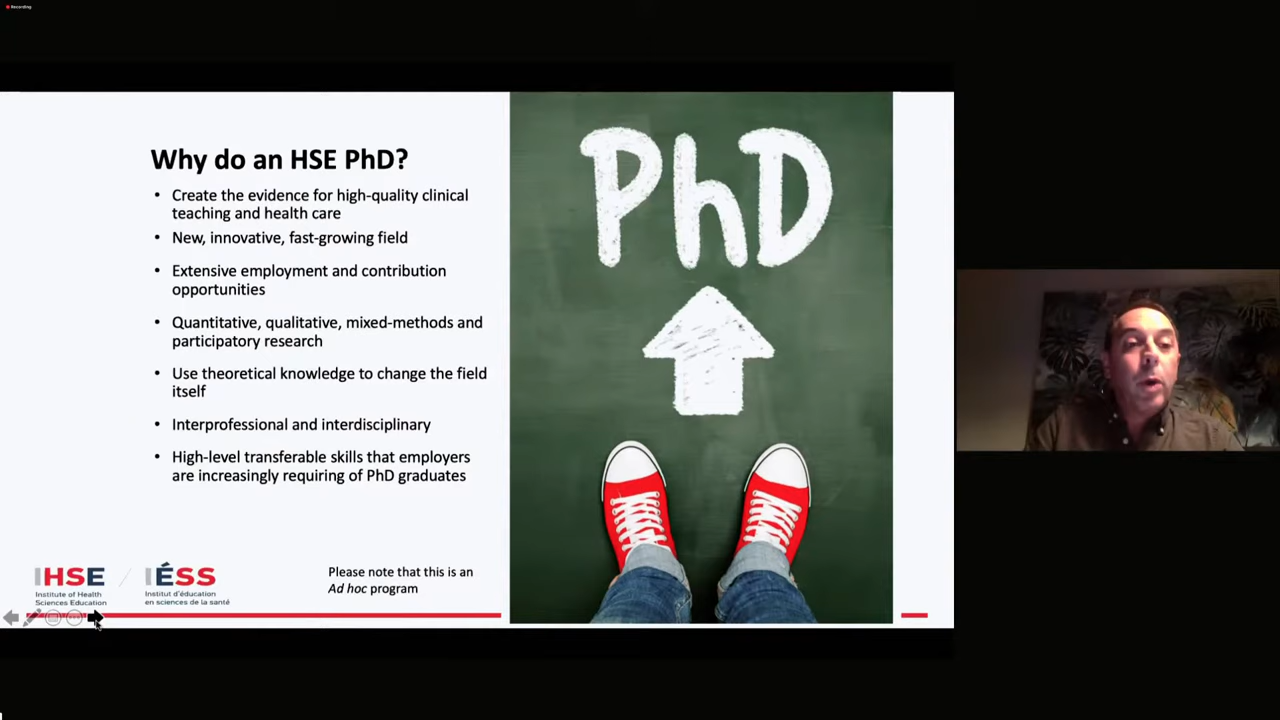 Recording
Why do an HSE PhD?
• Create the evidence for high-quality clinical
teaching and health care
• New, innovative, fast-growing field
• Extensive employment and contribution
opportunities
• Quantitative, qualitative, mixed-methods and
participatory research
• Use theoretical knowledge to change the field
itself
• Interprofessional and interdisciplinary
• High-level transferable skills that employers
are increasingly requiring of PhD graduates
PhD
IHSE / IÉSS
Institute of Health
Sciences Education
Institut d'éducation
en sciences de la santé
Please note that this is an
Ad hoc program